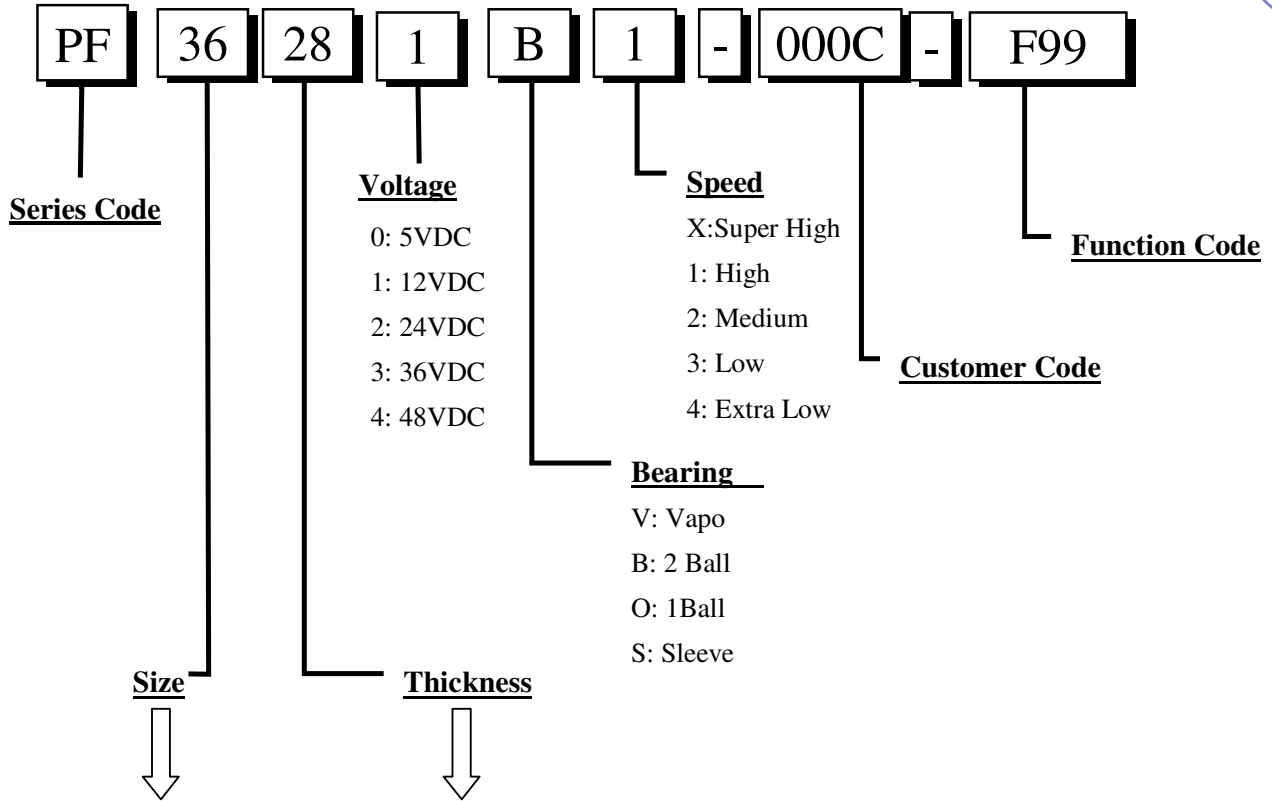 PF 36 28 1 B 1 - 000C - F99
Series Code
Voltage
0: 5VDC
1: 12VDC
2: 24VDC
3: 36VDC
4: 48VDC
Speed
X:Super High
1: High
2: Medium
3: Low
4: Extra Low
Function Code
Customer Code
Bearing
V: Vapo
B: 2 Ball
O: 1Ball
S: Sleeve
Size
Thickness